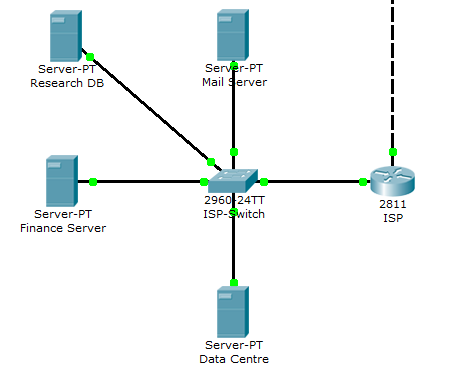 Server-PT
Research DB
Server-PT
Mail Server
Server-PT
Finance Server
2960-24TT
ISP-Switch
2811
ISP
Server-PT
Data Centre